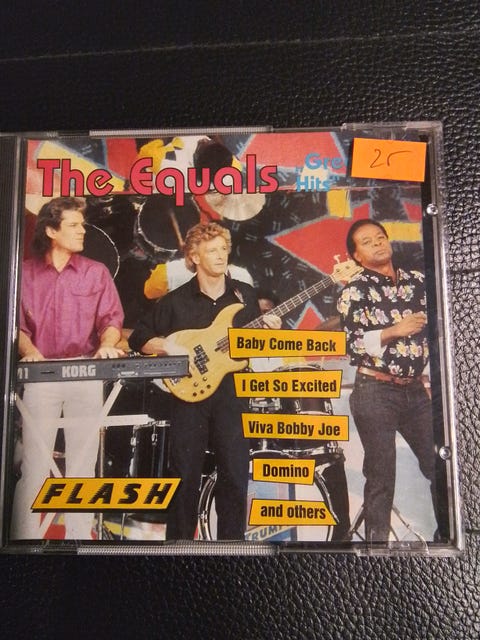 The Equals
„Gre
Hits"
25
Baby Come Back
I Get So Excited
Viva Bobby Joe
Domino
and others
KORG
FLASH